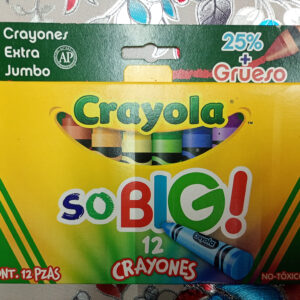 Crayones
Extra
Jumbo
AP
25%
+
Grueso
Crayola
so BIG!
12
CRAYONES
Crayola
CONT. 12 PZAS
NO-TÓXICO